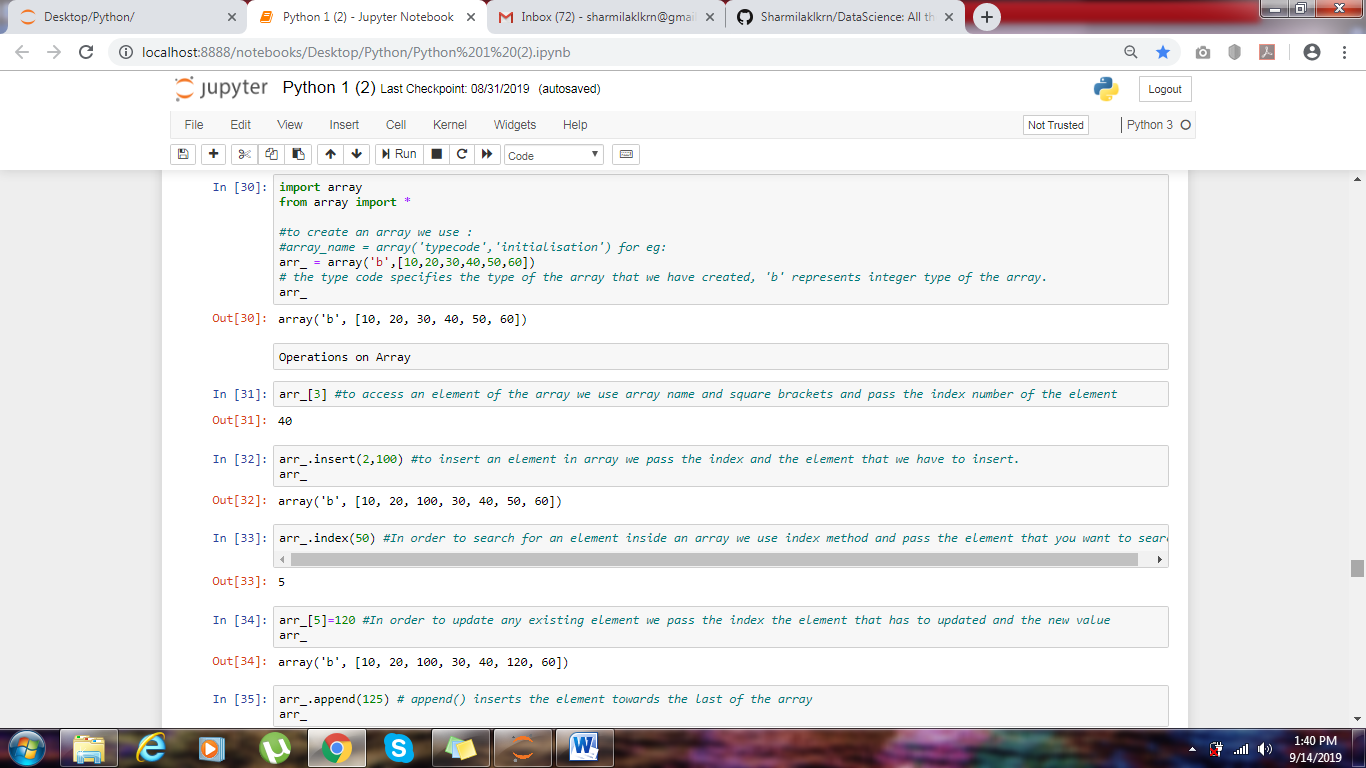 Desktop/Python/
Python 1 (2) - Jupyter Notebook
Inbox (72) - sharmilaklkrn@gmai
Sharmilaklkrn/DataScience: All th
localhost:8888/notebooks/Desktop/Python/Python%201%20(2).ipynb
jupyter Python 1 (2) Last Checkpoint: 08/31/2019 (autosaved)
Logout
File Edit View Insert Cell Kernel Widgets Help
Not Trusted
Python 3
Run
Code
In [30]: import array
from array import *
#to create an array we use :
#array_name = array('typecode','initialisation') for eg:
arr_ = array('b',[10,20,30,40,50,60])
# the type code specifies the type of the array that we have created, 'b' represents integer type of the array.
arr_
Out[30]: array('b', [10, 20, 30, 40, 50, 60])
Operations on Array
In [31]: arr_[3] #to access an element of the array we use array name and square brackets and pass the index number of the element
Out[31]: 40
In [32]: arr_.insert(2,100) #to insert an element in array we pass the index and the element that we have to insert.
arr_
Out[32]: array('b', [10, 20, 100, 30, 40, 50, 60])
In [33]: arr_.index(50) #In order to search for an element inside an array we use index method and pass the element that you want to sear
Out[33]: 5
In [34]: arr_[5]=120 #In order to update any existing element we pass the index the element that has to updated and the new value
arr_
Out[34]: array('b', [10, 20, 100, 30, 40, 120, 60])
In [35]: arr_.append(125) # append() inserts the element towards the last of the array
arr_
1:40 PM
9/14/2019